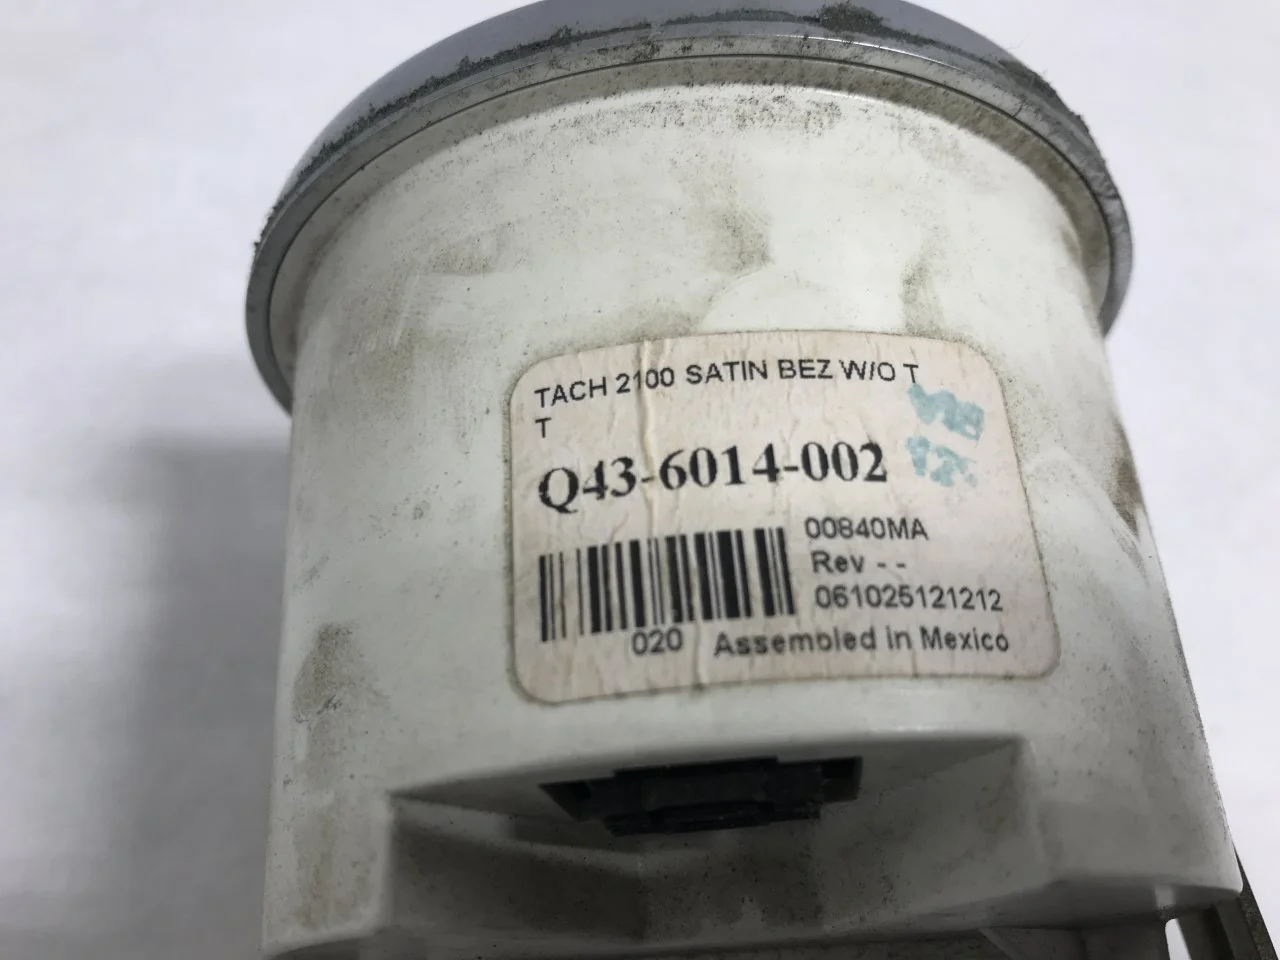 TACH 2100 SATIN BEZ W/O T
T
Q43-6014-002
00840MA
Rev - -
061025121212
020 Assembled in Mexico